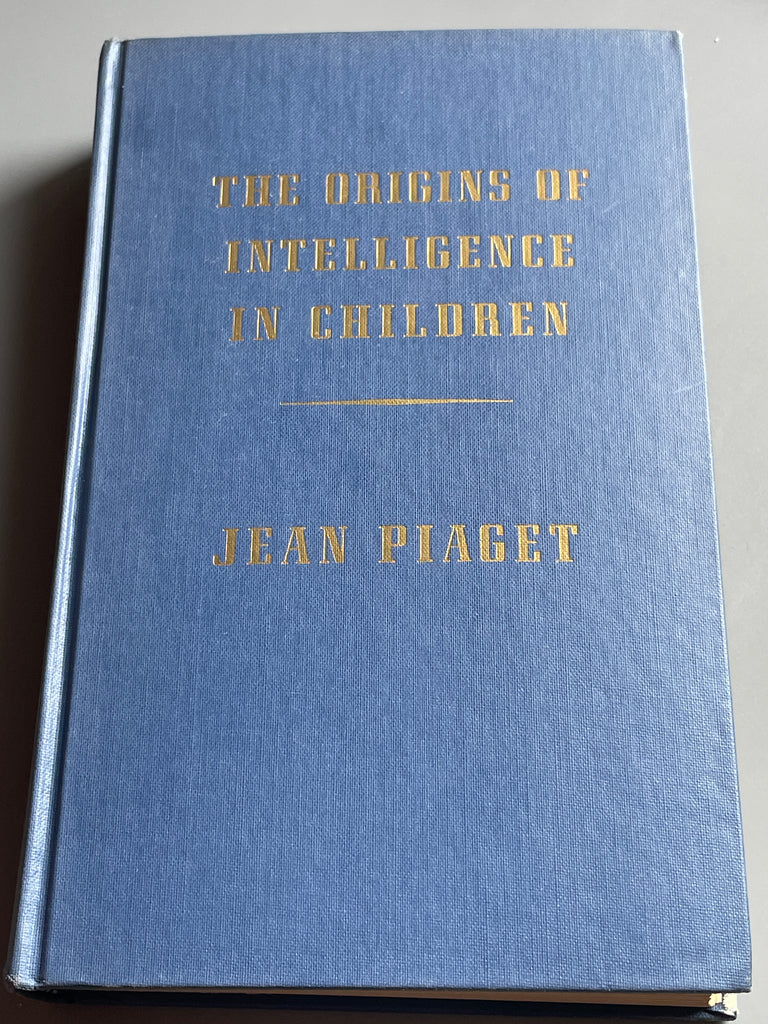 THE ORIGINS OF
INTELLIGENCE
IN CHILDREN
JEAN PIAGET